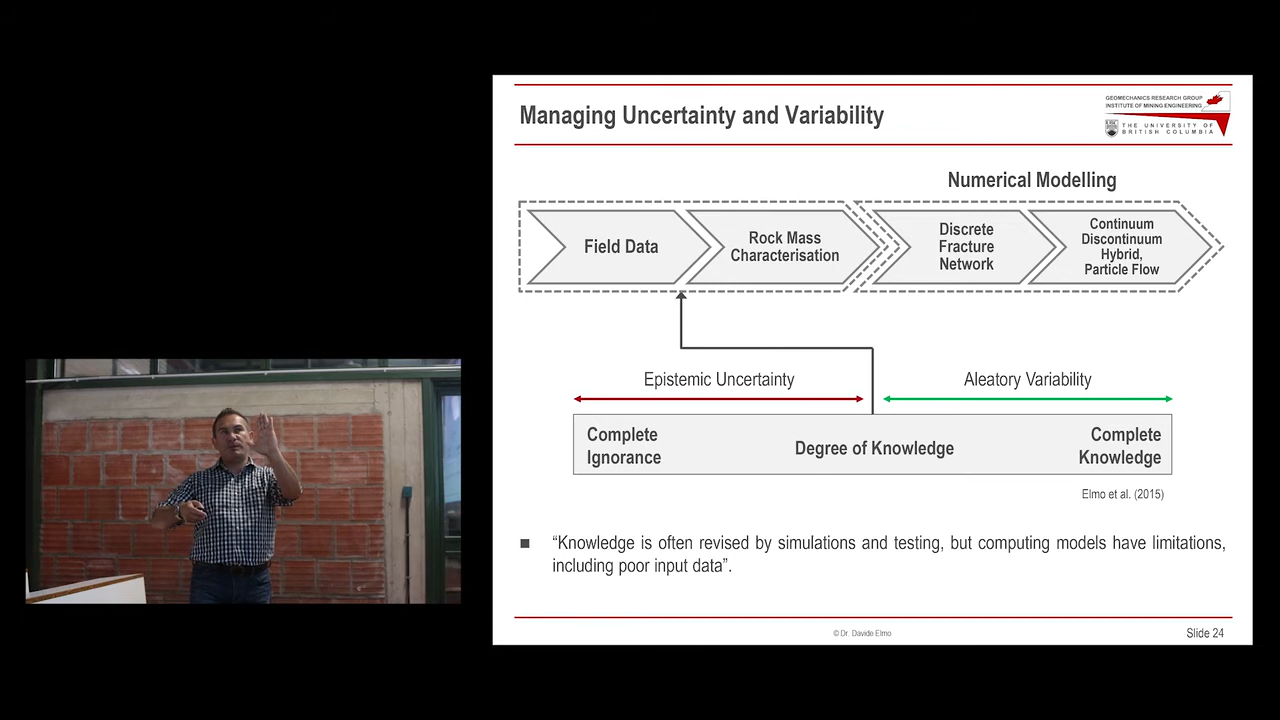 Managing Uncertainty and Variability
GEOMECHANICS RESEARCH GROUP
INSTITUTE OF MINING ENGINEERING
THE UNIVERSITY OF
BRITISH COLUMBIA
Numerical Modelling
Field Data
Rock Mass
Characterisation
Discrete
Fracture
Network
Continuum
Discontinuum
Hybrid,
Particle Flow
Epistemic Uncertainty
Aleatory Variability
Complete
Ignorance
Degree of Knowledge
Complete
Knowledge
Elmo et al. (2015)
■ “Knowledge is often revised by simulations and testing, but computing models have limitations,
including poor input data”.
© Dr. Davide Elmo
Slide 24